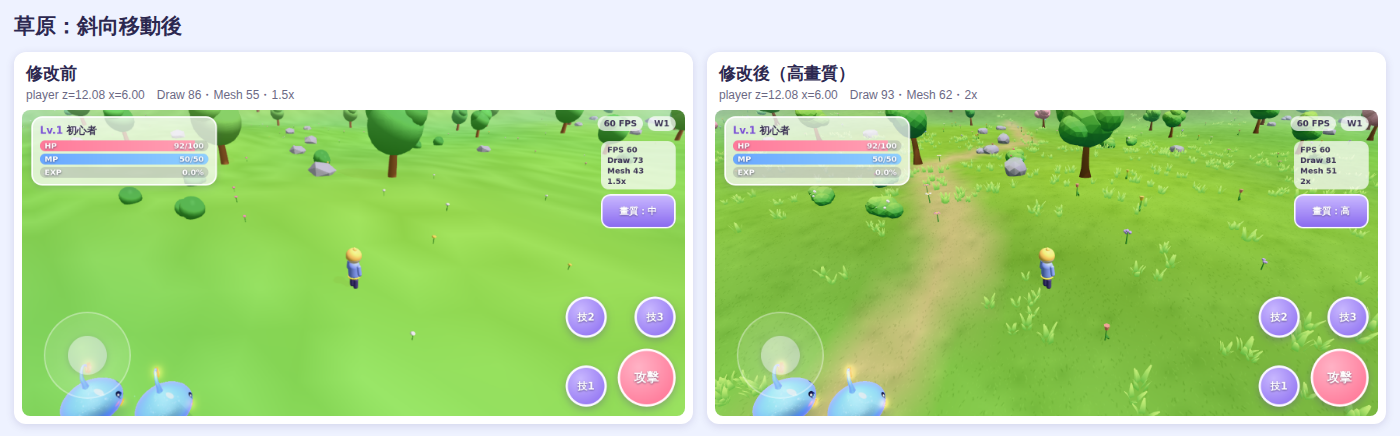 草原：斜向移動後
修改前
player z=12.08 x=6.00 Draw 86・Mesh 55・1.5x
Lv.1 初心者
HP 92/100
MP 50/50
EXP 0.0%
60 FPS W1
FPS 60
Draw 73
Mesh 43
1.5x
畫質：中
技2 技3
技1 攻擊
修改後（高畫質）
player z=12.08 x=6.00 Draw 93・Mesh 62・2x
Lv.1 初心者
HP 92/100
MP 50/50
EXP 0.0%
60 FPS W1
FPS 60
Draw 81
Mesh 51
2x
畫質：高
技2 技3
技1 攻擊